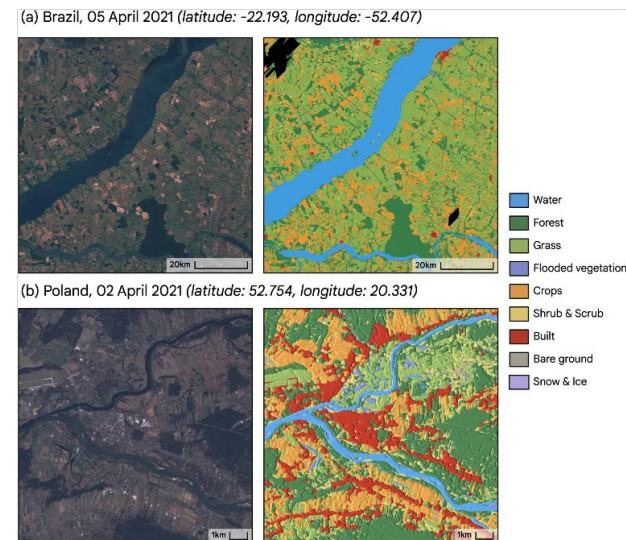 (a) Brazil, 05 April 2021 (latitude: -22.193, longitude: -52.407)
20km
20km
Water
Forest
Grass
Flooded vegetation
Crops
Shrub & Scrub
Built
Bare ground
Snow & Ice
(b) Poland, 02 April 2021 (latitude: 52.754, longitude: 20.331)
1km
1km